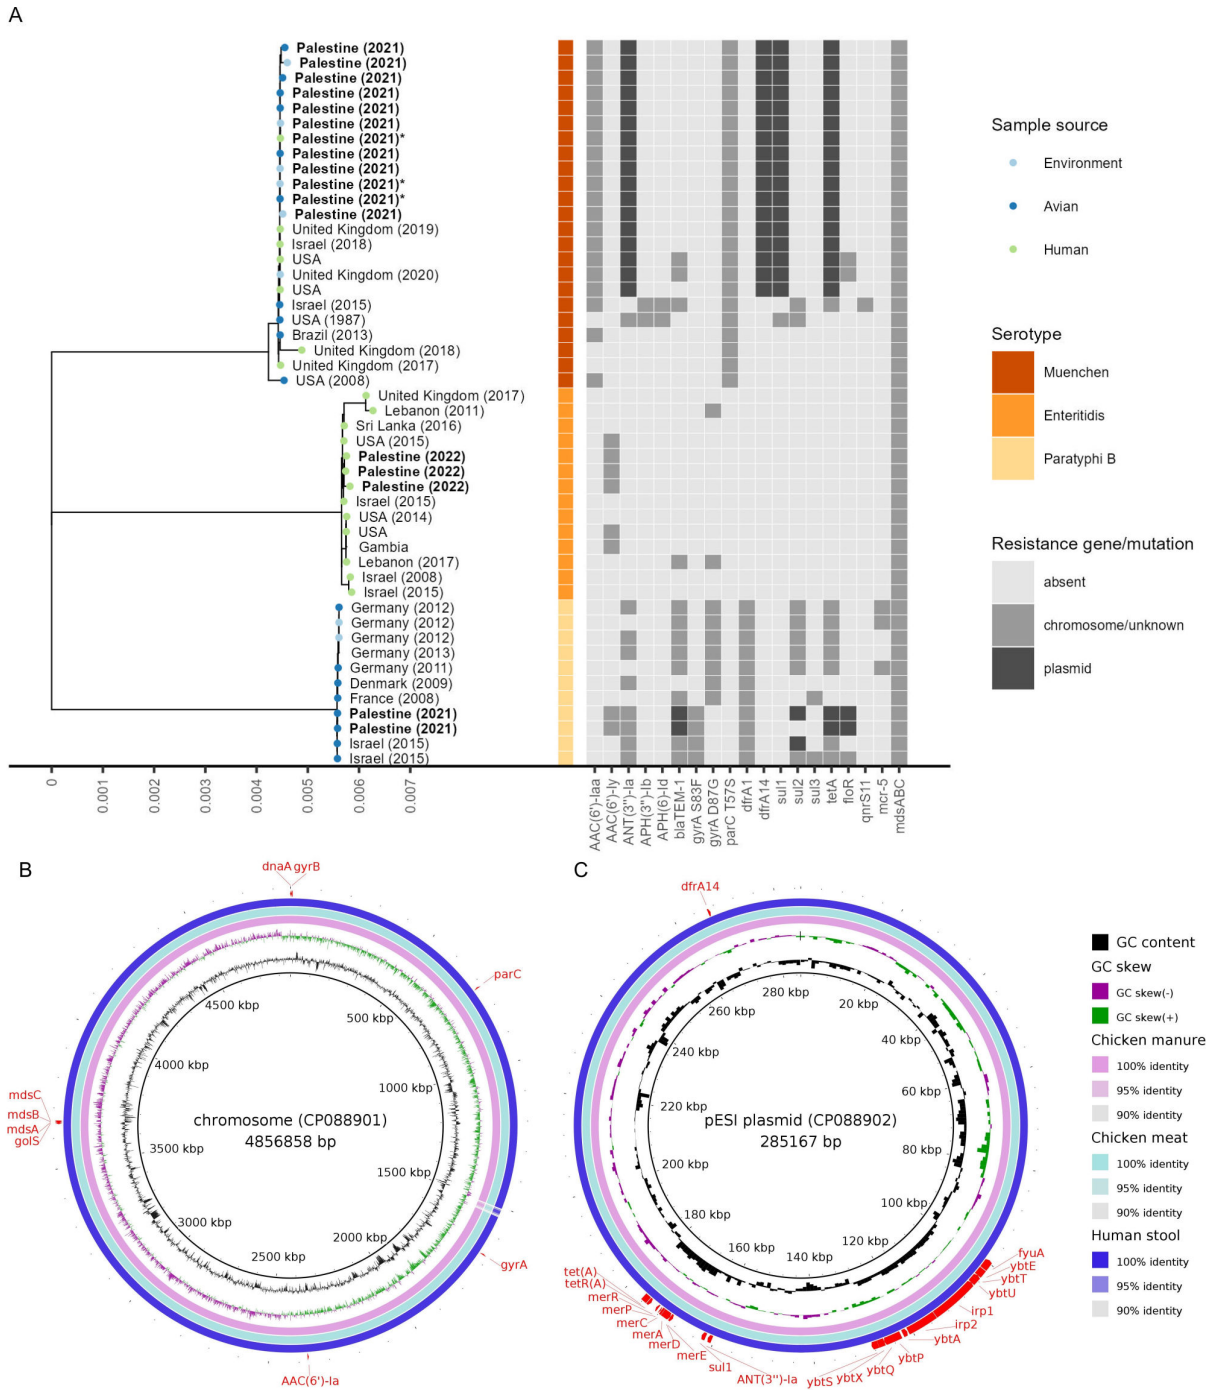 A
Palestine (2021)
Palestine (2021)
Palestine (2021)
Palestine (2021)
Palestine (2021)
Palestine (2021)
Palestine (2021)*
Palestine (2021)
Palestine (2021)
Palestine (2021)*
Palestine (2021)*
Palestine (2021)
United Kingdom (2019)
Israel (2018)
USA
United Kingdom (2020)
USA
Israel (2015)
USA (1987)
Brazil (2013)
United Kingdom (2018)
United Kingdom (2017)
USA (2008)
United Kingdom (2017)
Lebanon (2011)
Sri Lanka (2016)
USA (2015)
Palestine (2022)
Palestine (2022)
Palestine (2022)
Israel (2015)
USA (2014)
USA
Gambia
Lebanon (2017)
Israel (2008)
Israel (2015)
Germany (2012)
Germany (2012)
Germany (2012)
Germany (2013)
Germany (2011)
Denmark (2009)
France (2008)
Palestine (2021)
Palestine (2021)
Israel (2015)
Israel (2015)
0
0.001
0.002
0.003
0.004
0.005
0.006
0.007
AAC(6')-Iaa
AAC(6')-Iy
ANT(3'')-Ia
APH(3'')-Ib
APH(6)-Id
blaTEM-1
gyrA S83F
gyrA D87G
parC T57S
dfrA1
dfrA14
sul1
sul2
sul3
tetA
floR
qnrS11
mcr-5
mdsABC
Sample source
Environment
Avian
Human
Serotype
Muenchen
Enteritidis
Paratyphi B
Resistance gene/mutation
absent
chromosome/unknown
plasmid
B
dnaA gyrB
parC
gyrA
AAC(6')-Ia
mdsC
mdsB
mdsA
golS
500 kbp
1000 kbp
1500 kbp
2000 kbp
2500 kbp
3000 kbp
3500 kbp
4000 kbp
4500 kbp
chromosome (CP088901)
4856858 bp
C
dfrA14
20 kbp
40 kbp
60 kbp
80 kbp
100 kbp
120 kbp
140 kbp
160 kbp
180 kbp
200 kbp
220 kbp
240 kbp
260 kbp
280 kbp
pESI plasmid (CP088902)
285167 bp
fyuA
ybtE
ybtT
ybtU
irp1
irp2
ybtA
ybtP
ybtQ
ybtX
ybtS
ANT(3'')-Ia
sul1
merE
merD
merA
merC
merP
merR
tetR(A)
tet(A)
GC content
GC skew
GC skew(-)
GC skew(+)
Chicken manure
100% identity
95% identity
90% identity
Chicken meat
100% identity
95% identity
90% identity
Human stool
100% identity
95% identity
90% identity